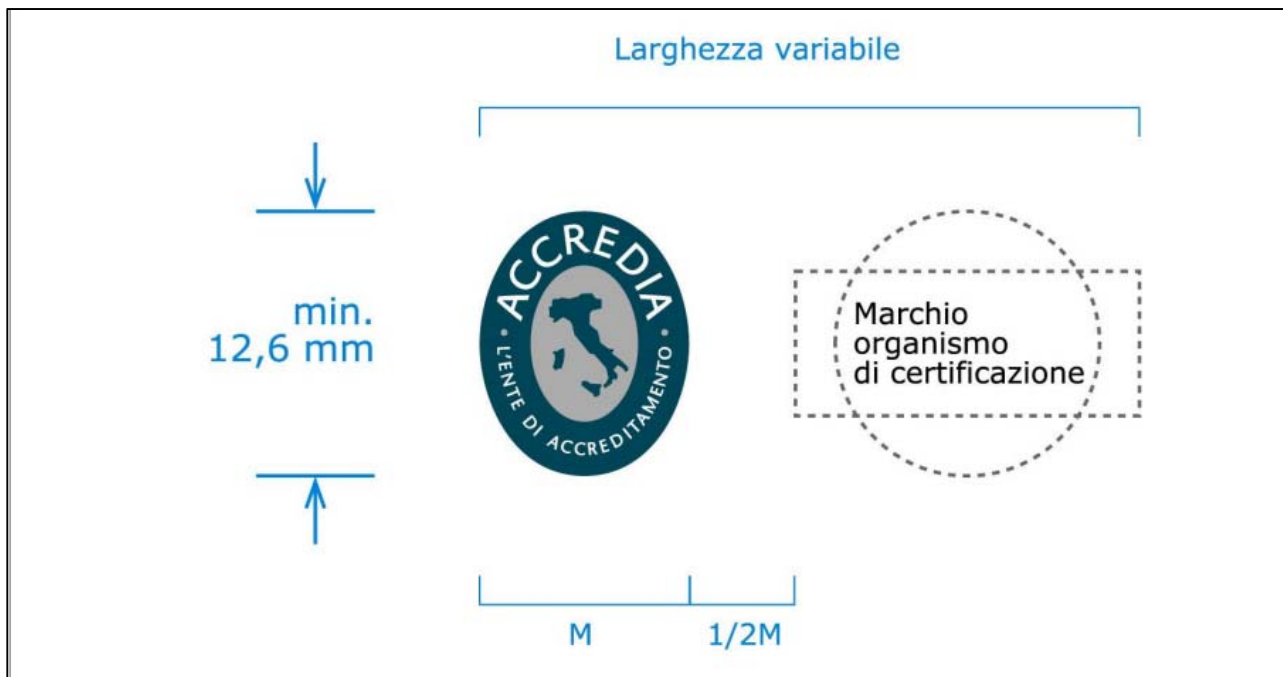 Larghezza variabile
min.
12,6 mm
ACCREDIA
• L'ENTE DI ACCREDITAMENTO •
Marchio
organismo
di certificazione
M
1/2M